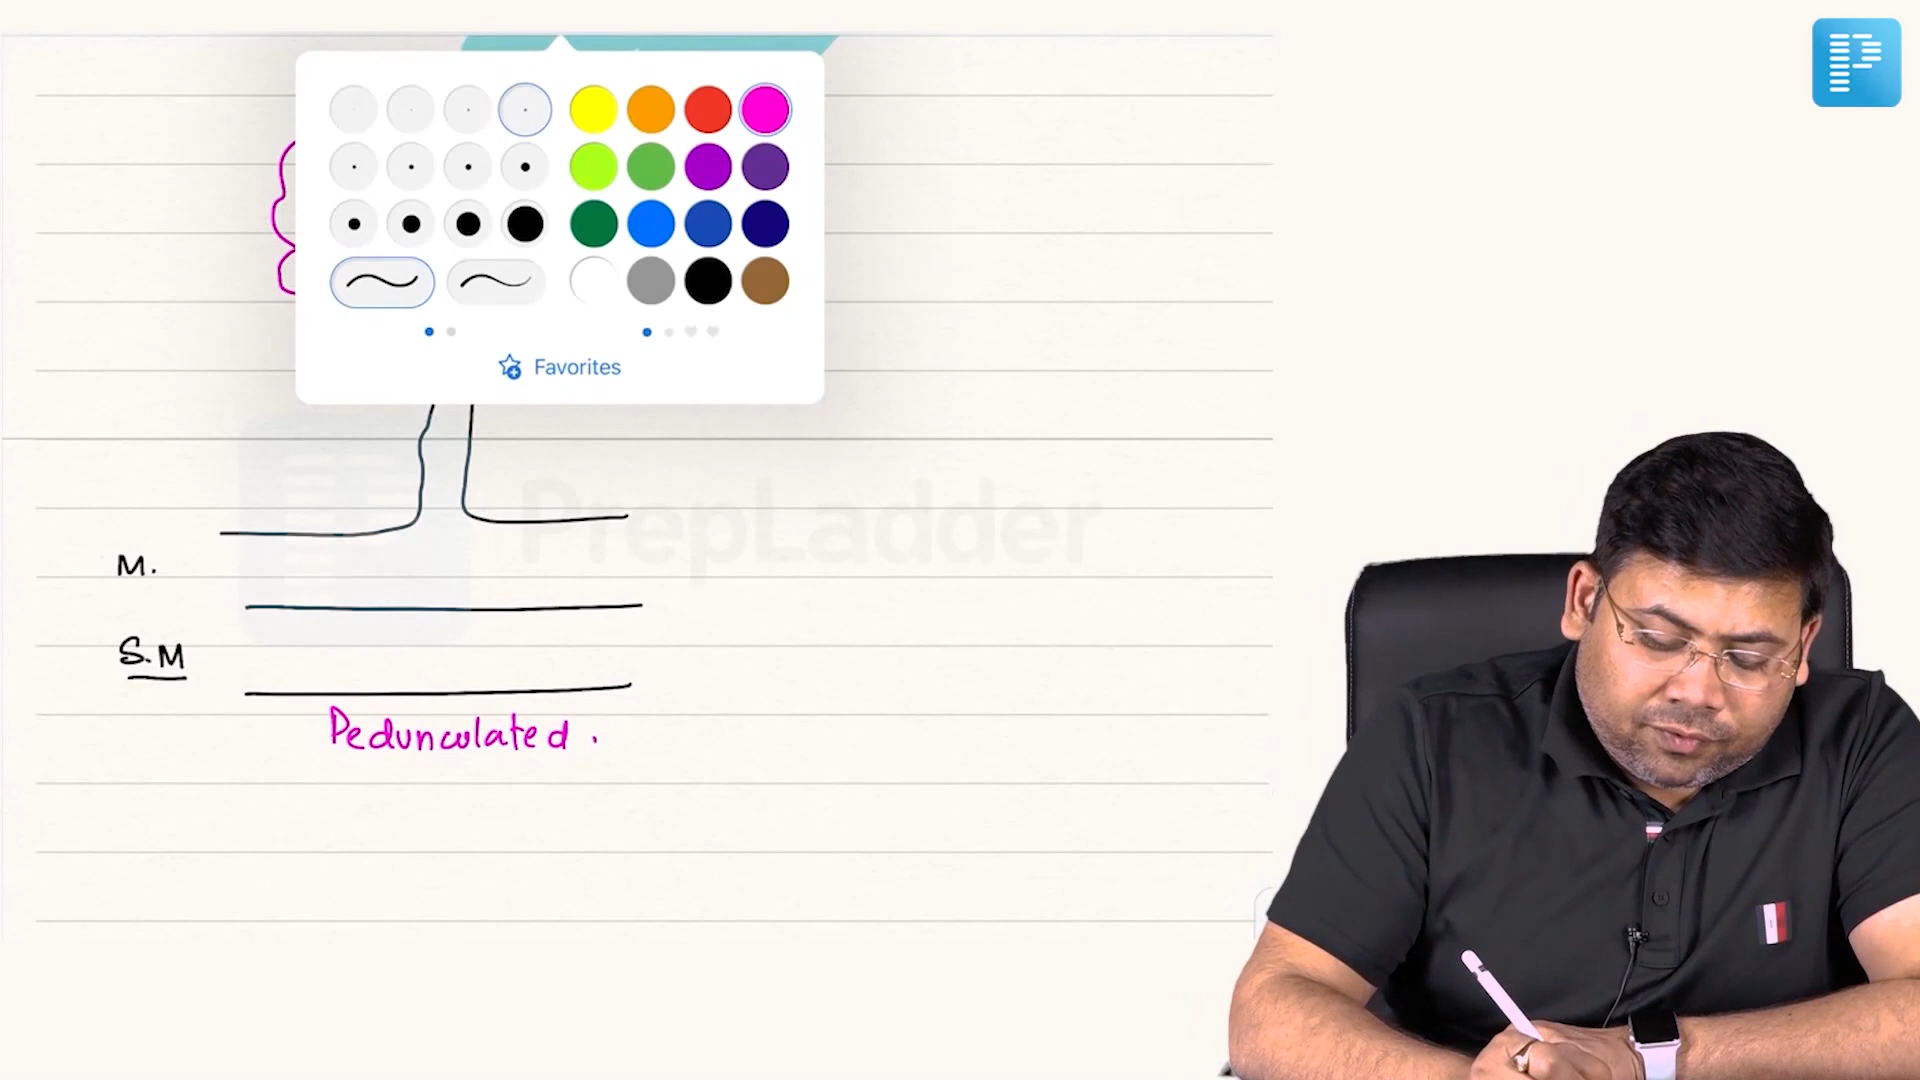 Favorites
PrepLadder
M.
S.M
Pedunculated .